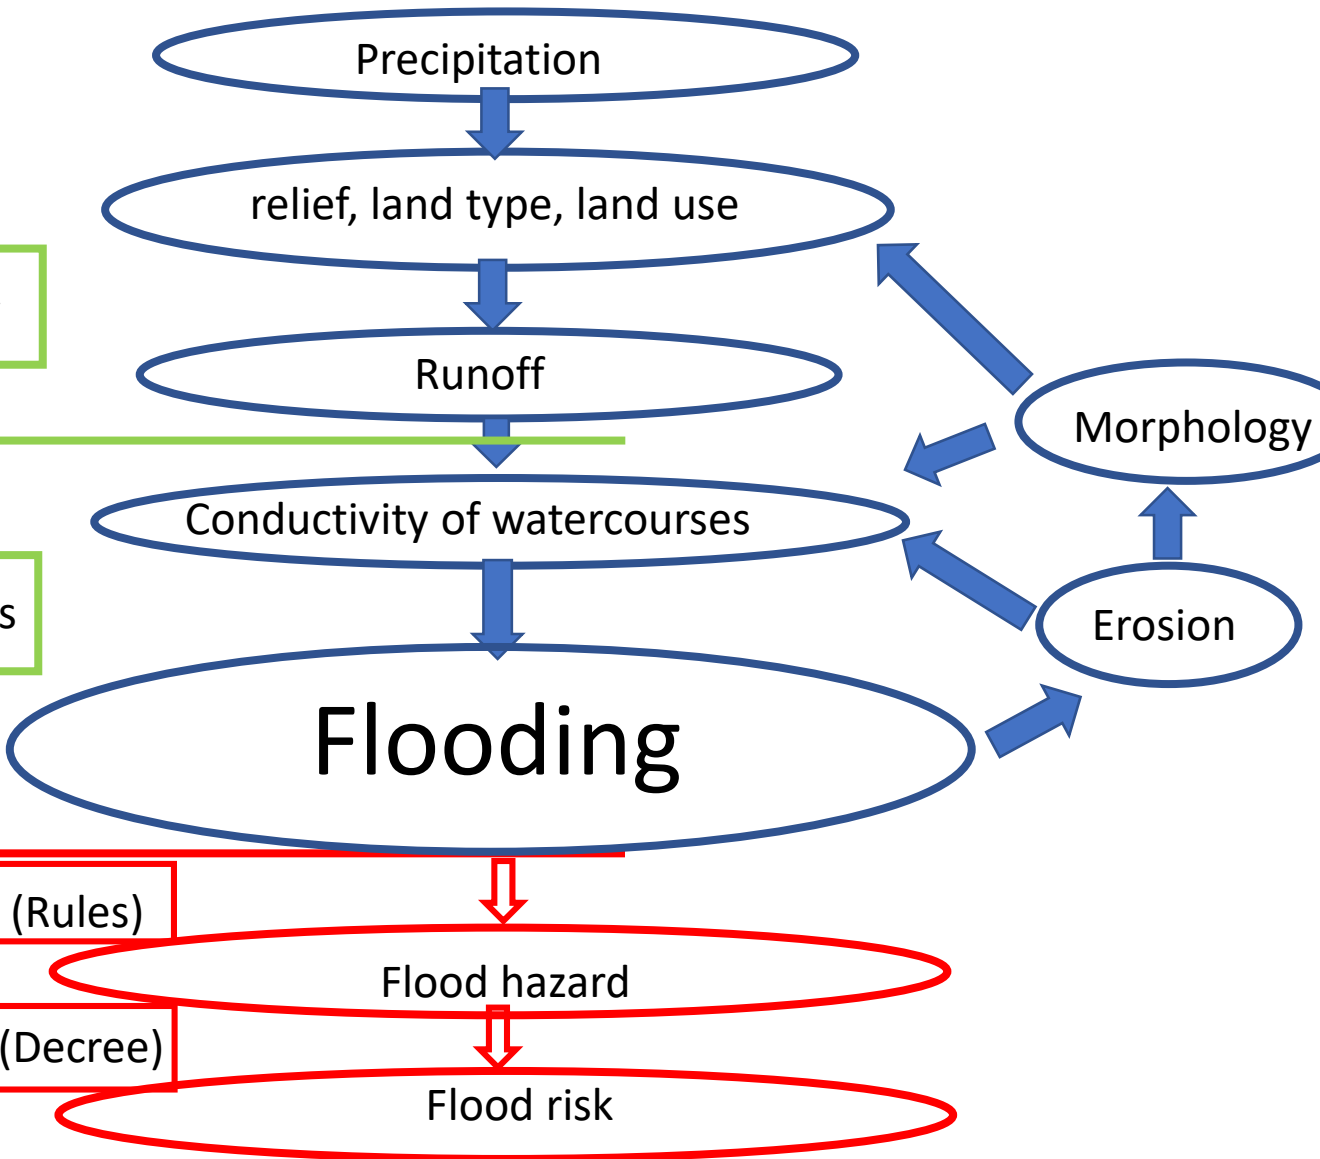 Precipitation
relief, land type, land use
Runoff
Morphology
Conductivity of watercourses
s
Erosion
Flooding
(Rules)
Flood hazard
(Decree)
Flood risk